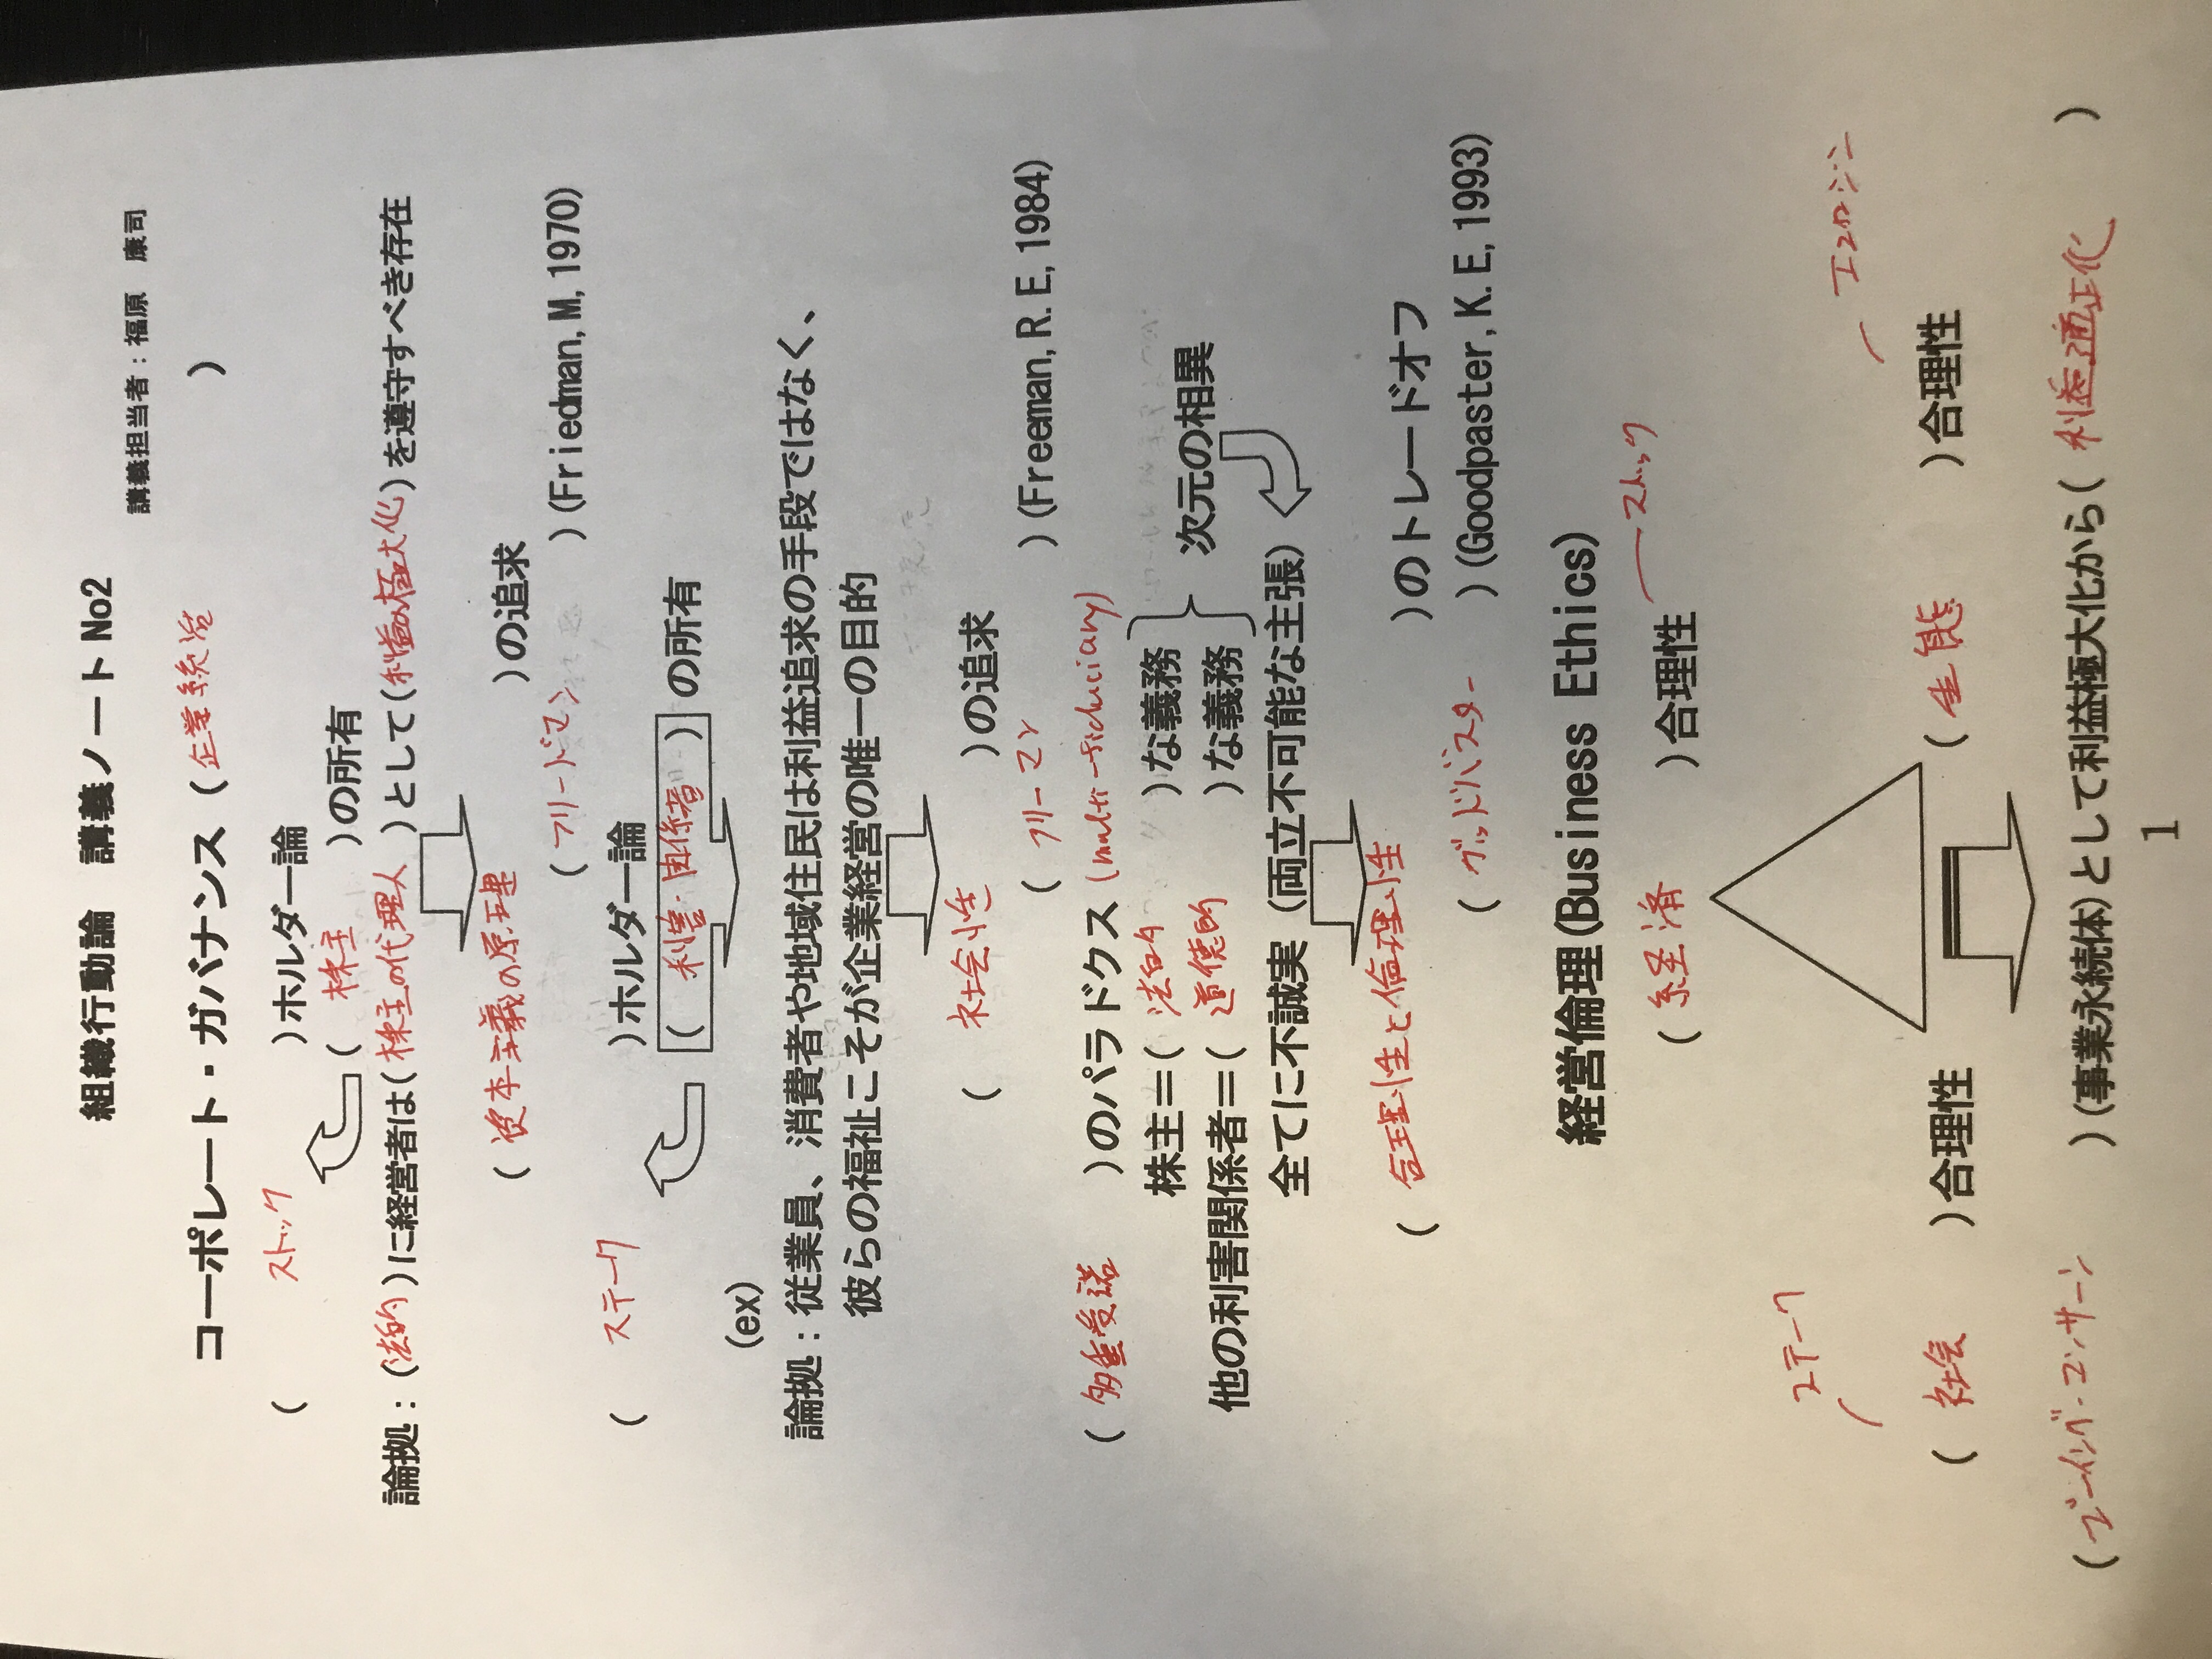 組織行動論　講義ノートNo2
講義担当者：福原　康司
コーポレート・ガバナンス（企業統治）
(ストック)ホルダー論
(株主)の所有
論拠：(法的)に経営者は(株主の代理人)として(利益の極大化)を遵守すべき存在
(資本主義の原理)の追求
(フリードマン)(Friedman, M, 1970)
(ステーク)ホルダー論
(利害・関係者)の所有
(ex)
論拠：従業員、消費者や地域住民は利益追求の手段ではなく、
彼らの福祉こそが企業経営の唯一の目的
(社会性)の追求
(フリーマン)(Freeman, R. E, 1984)
(多重受諾)のパラドクス (multi-fiduciary)
株主＝(法的)な義務
他の利害関係者＝(道徳的)な義務
次元の相異
全てに不誠実（両立不可能な主張）
(合理性と倫理性)のトレードオフ
(グッドパスター)(Goodpaster, K. E, 1993)
経営倫理(Business Ethics)
(経済)合理性
ストック
ステーク
(社会)合理性
(生態)合理性
(ゴーイング・コンサーン)(事業永続体)として利益極大化から(利益適正化)
1